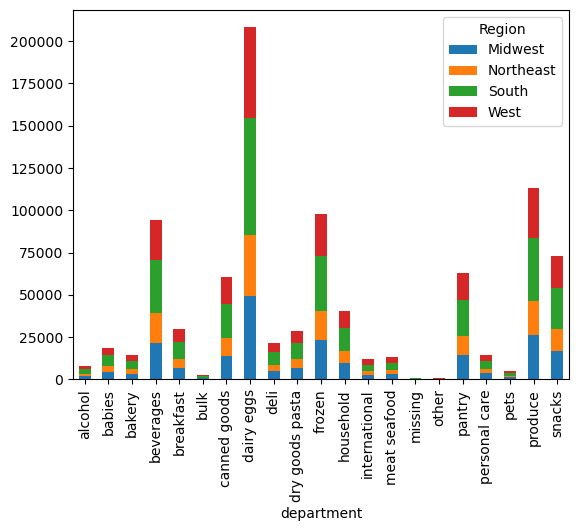 Region
Midwest
Northeast
South
West
200000
175000
150000
125000
100000
75000
50000
25000
0
alcohol
babies
bakery
beverages
breakfast
bulk
canned goods
dairy eggs
deli
dry goods pasta
frozen
household
international
meat seafood
missing
other
pantry
personal care
pets
produce
snacks
department